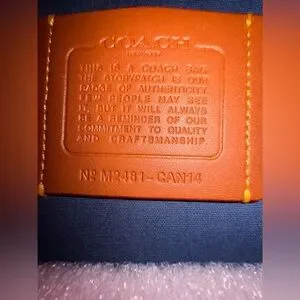 COACH
THIS IS A COACH BAG.
THE STORYPATCH IS OUR
BADGE OF AUTHENTICITY.
FEW PEOPLE MAY SEE
IT, BUT IT WILL ALWAYS
BE A REMINDER OF OUR
COMMITMENT TO QUALITY
AND CRAFTSMANSHIP.
Nº M2481-CAN14